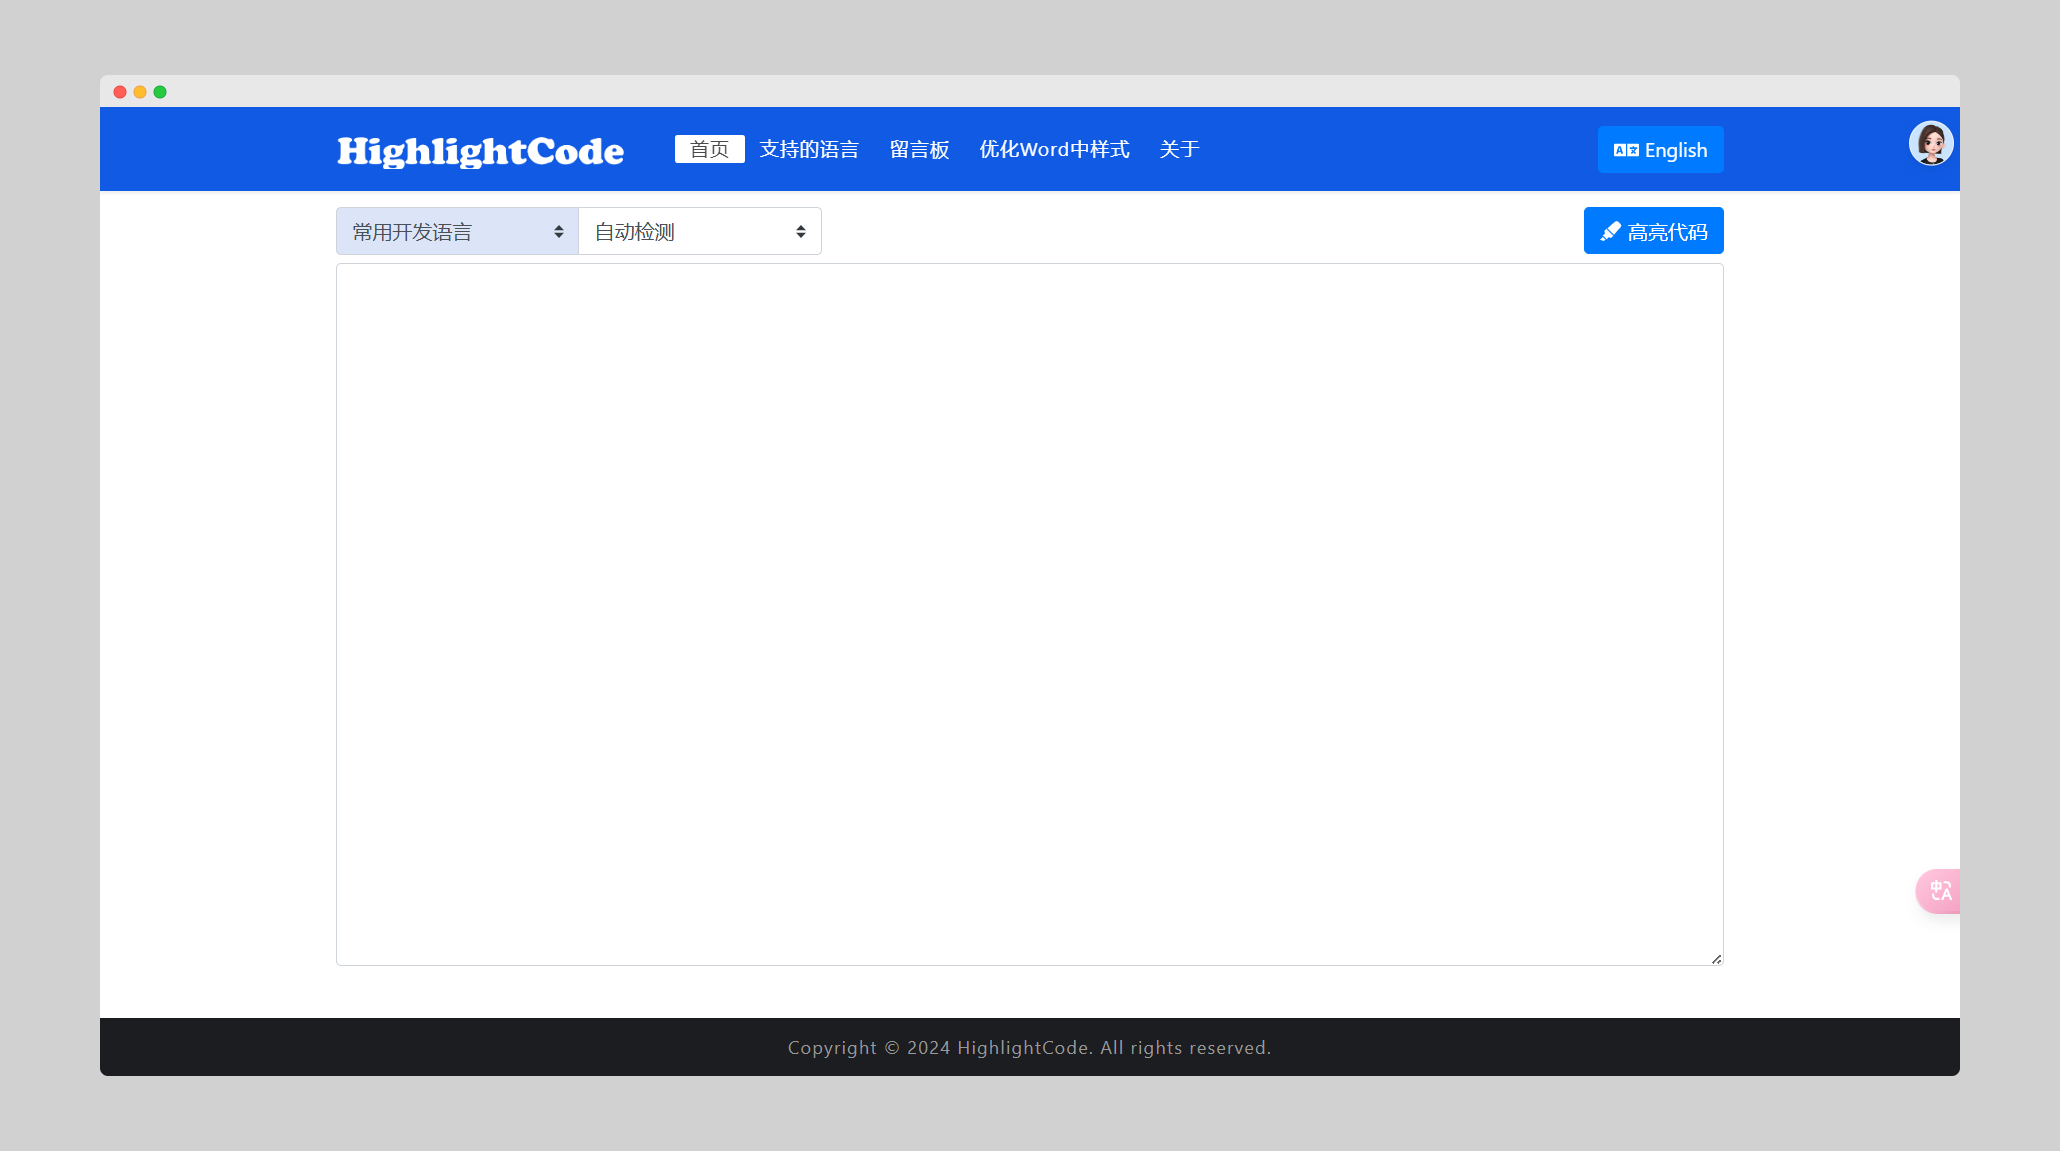 HighlightCode
首页 支持的语言 留言板 优化Word中样式 关于
English
常用开发语言 自动检测
高亮代码
Copyright © 2024 HighlightCode. All rights reserved.